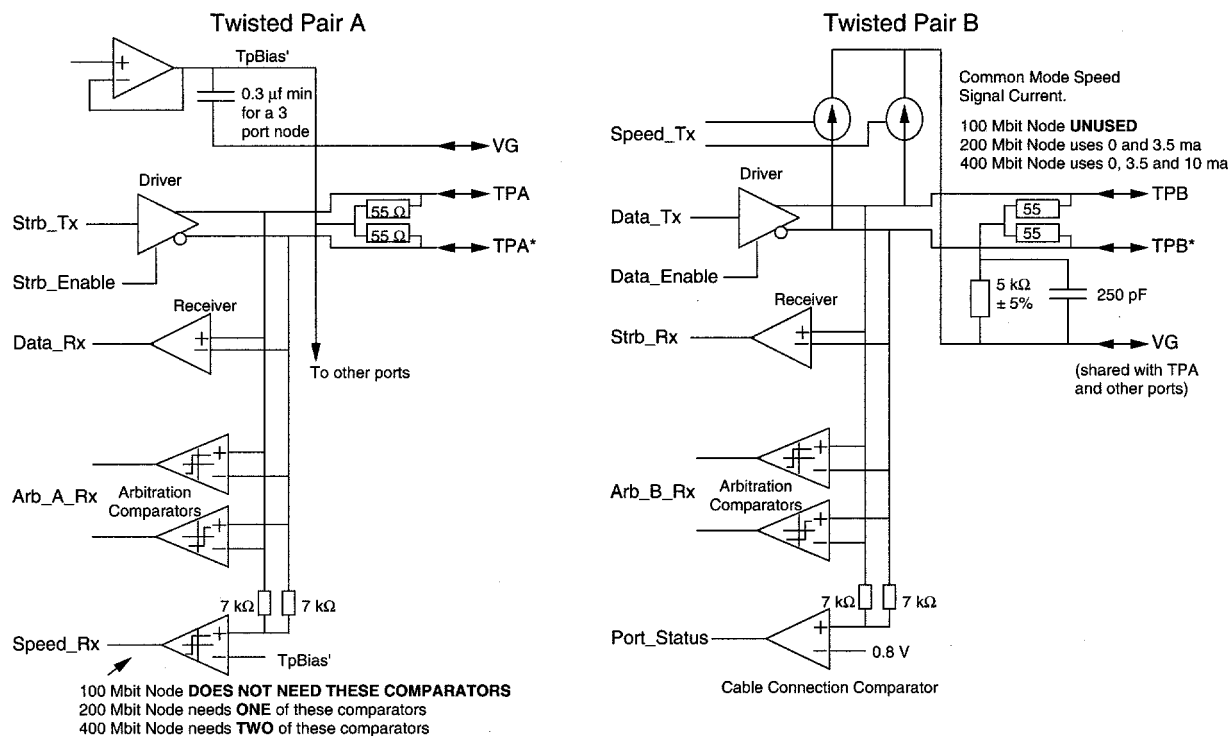 Twisted Pair A
TpBias'
+
−
0.3 µf min
for a 3
port node
VG
Driver
TPA
Strb_Tx
55 Ω
55 Ω
TPA*
Strb_Enable
Receiver
Data_Rx
+
−
To other ports
+
−
Arb_A_Rx
Arbitration
Comparators
+
−
7 kΩ
7 kΩ
Speed_Rx
+
−
TpBias'
100 Mbit Node DOES NOT NEED THESE COMPARATORS
200 Mbit Node needs ONE of these comparators
400 Mbit Node needs TWO of these comparators
Twisted Pair B
Common Mode Speed
Signal Current.
100 Mbit Node UNUSED
200 Mbit Node uses 0 and 3.5 ma
400 Mbit Node uses 0, 3.5 and 10 ma
Speed_Tx
Driver
TPB
Data_Tx
55
55
TPB*
Data_Enable
5 kΩ
± 5%
250 pF
Receiver
Strb_Rx
+
−
VG
(shared with TPA
and other ports)
+
−
Arb_B_Rx
Arbitration
Comparators
+
−
7 kΩ
7 kΩ
Port_Status
+
−
0.8 V
Cable Connection Comparator